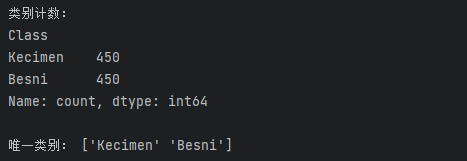 类别计数：
Class
Kecimen    450
Besni      450
Name: count, dtype: int64
唯一类别： ['Kecimen' 'Besni']